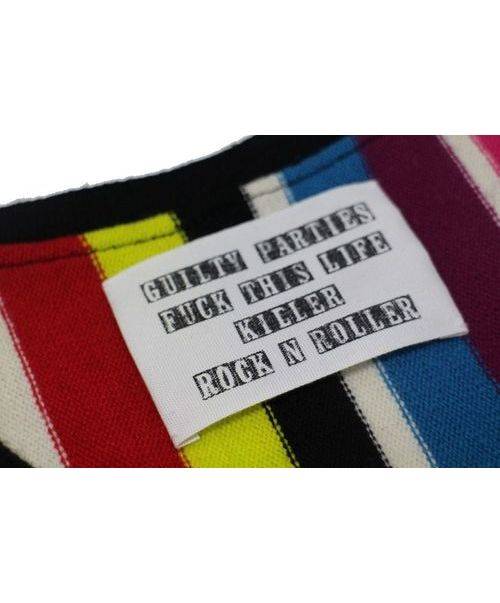 GUILTY PARTIES
FUCK THIS LIFE
KILLER
ROCK N ROLLER